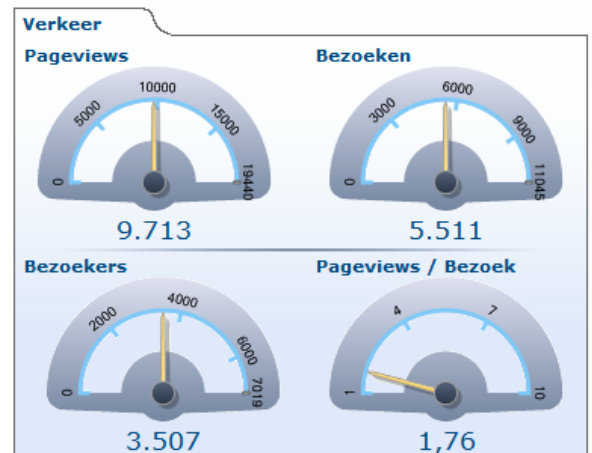 Verkeer
Pageviews
0 5000 10000 15000 19440
9.713
Bezoeken
0 3000 6000 9000 11045
5.511
Bezoekers
0 2000 4000 6000 7019
3.507
Pageviews / Bezoek
1 4 7 10
1,76